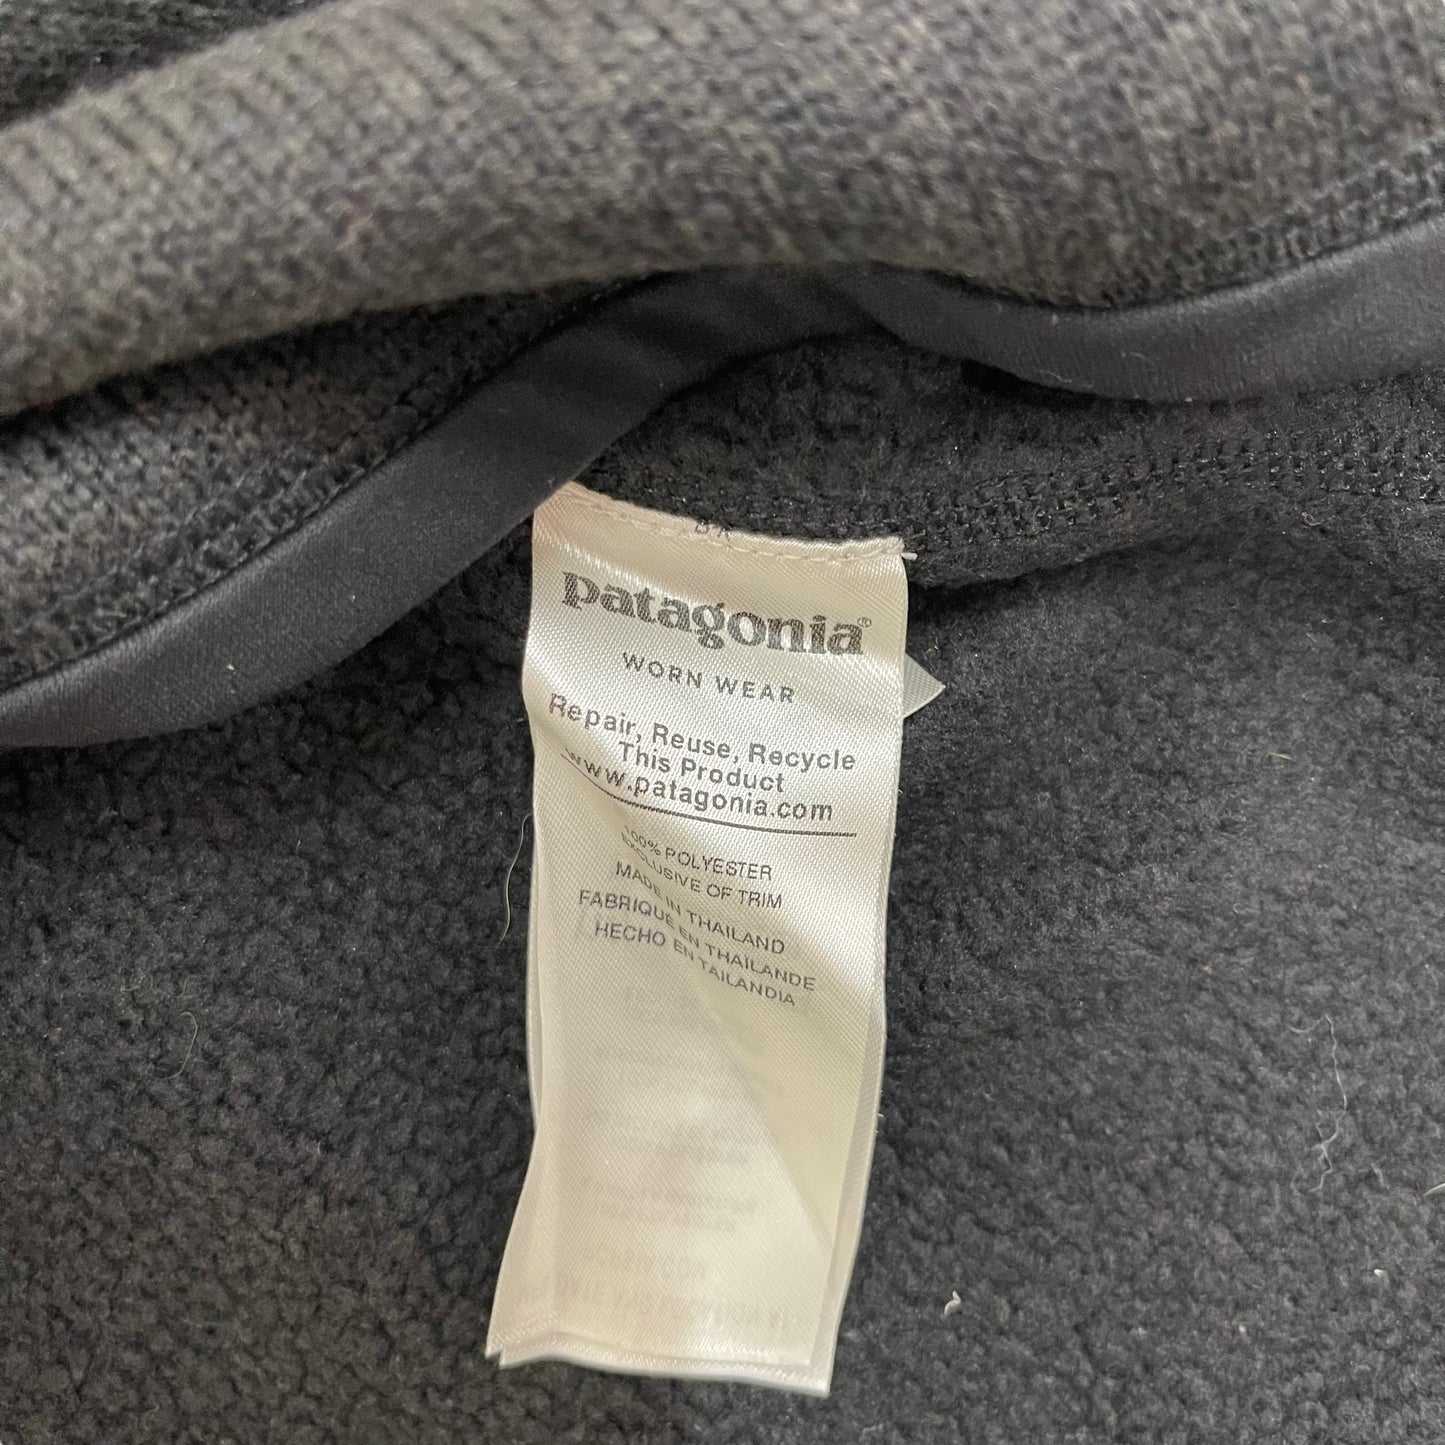 patagonia®
WORN WEAR
Repair, Reuse, Recycle
This Product
www.patagonia.com
100% POLYESTER
EXCLUSIVE OF TRIM
MADE IN THAILAND
FABRIQUE EN THAÏLANDE
HECHO EN TAILANDIA